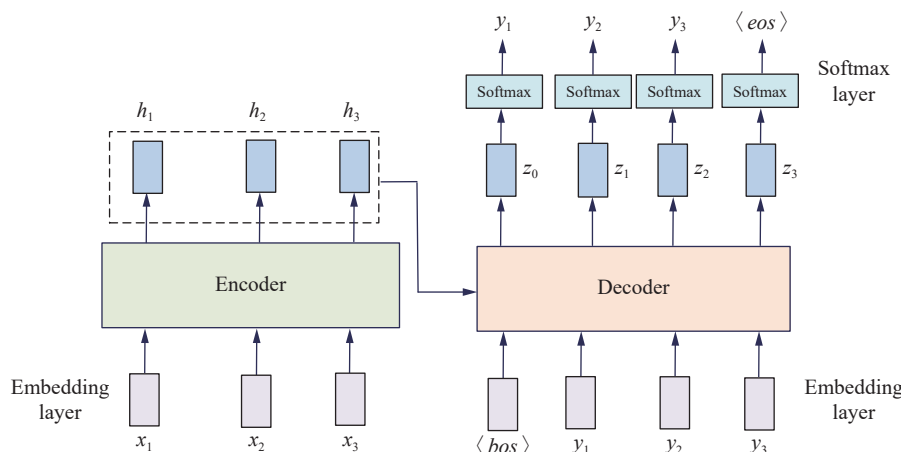 y₁ y₂ y₃ ⟨eos⟩
Softmax Softmax Softmax Softmax
Softmax
layer
h₁ h₂ h₃
z₀ z₁ z₂ z₃
Encoder
Decoder
Embedding
layer
x₁ x₂ x₃
⟨bos⟩ y₁ y₂ y₃
Embedding
layer